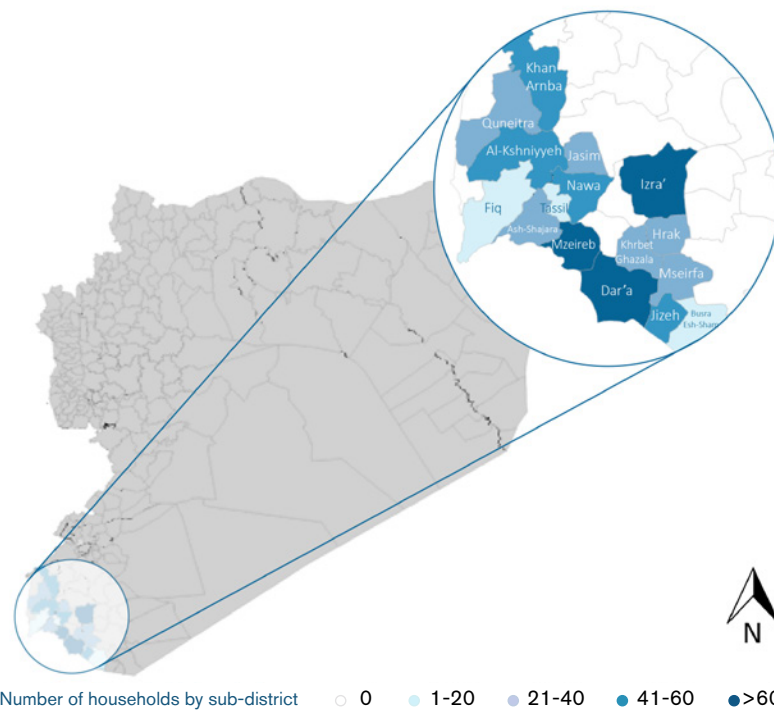 Khan
Arnba
Quneitra
Al-Kshniyyeh
Jasim
Izra'
Nawa
Fiq
Tassil
Ash-Shajara
Mzeireb
Hrak
Khrbet
Ghazala
Mseirfa
Dar'a
Jizeh
Busra
Esh-Sham
N
Number of households by sub-district 0 1-20 21-40 41-60 >60